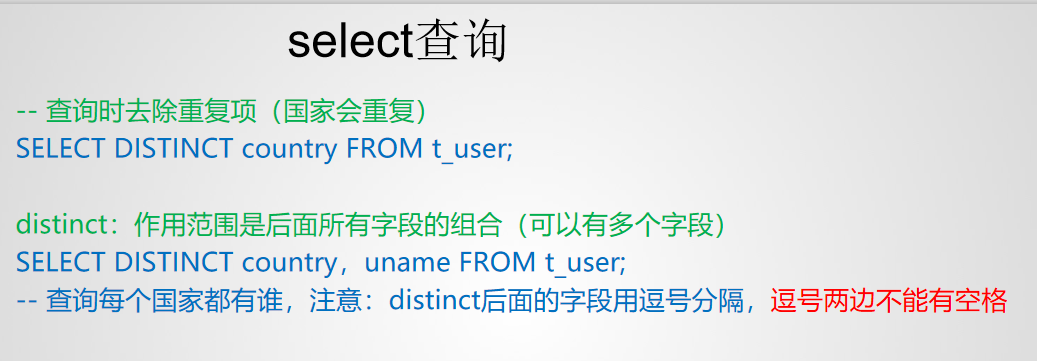 select查询
-- 查询时去除重复项（国家会重复）
SELECT DISTINCT country FROM t_user;
distinct：作用范围是后面所有字段的组合（可以有多个字段）
SELECT DISTINCT country，uname FROM t_user;
-- 查询每个国家都有谁，注意：distinct后面的字段用逗号分隔，逗号两边不能有空格